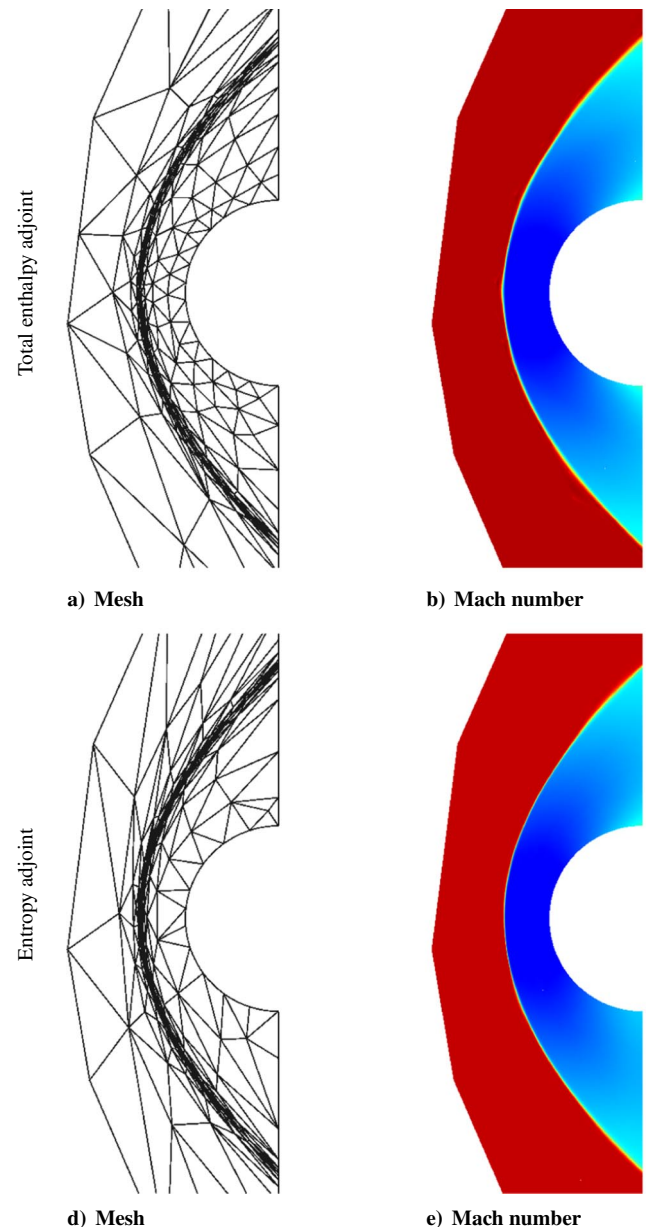 Total enthalpy adjoint
a) Mesh
b) Mach number
Entropy adjoint
d) Mesh
e) Mach number